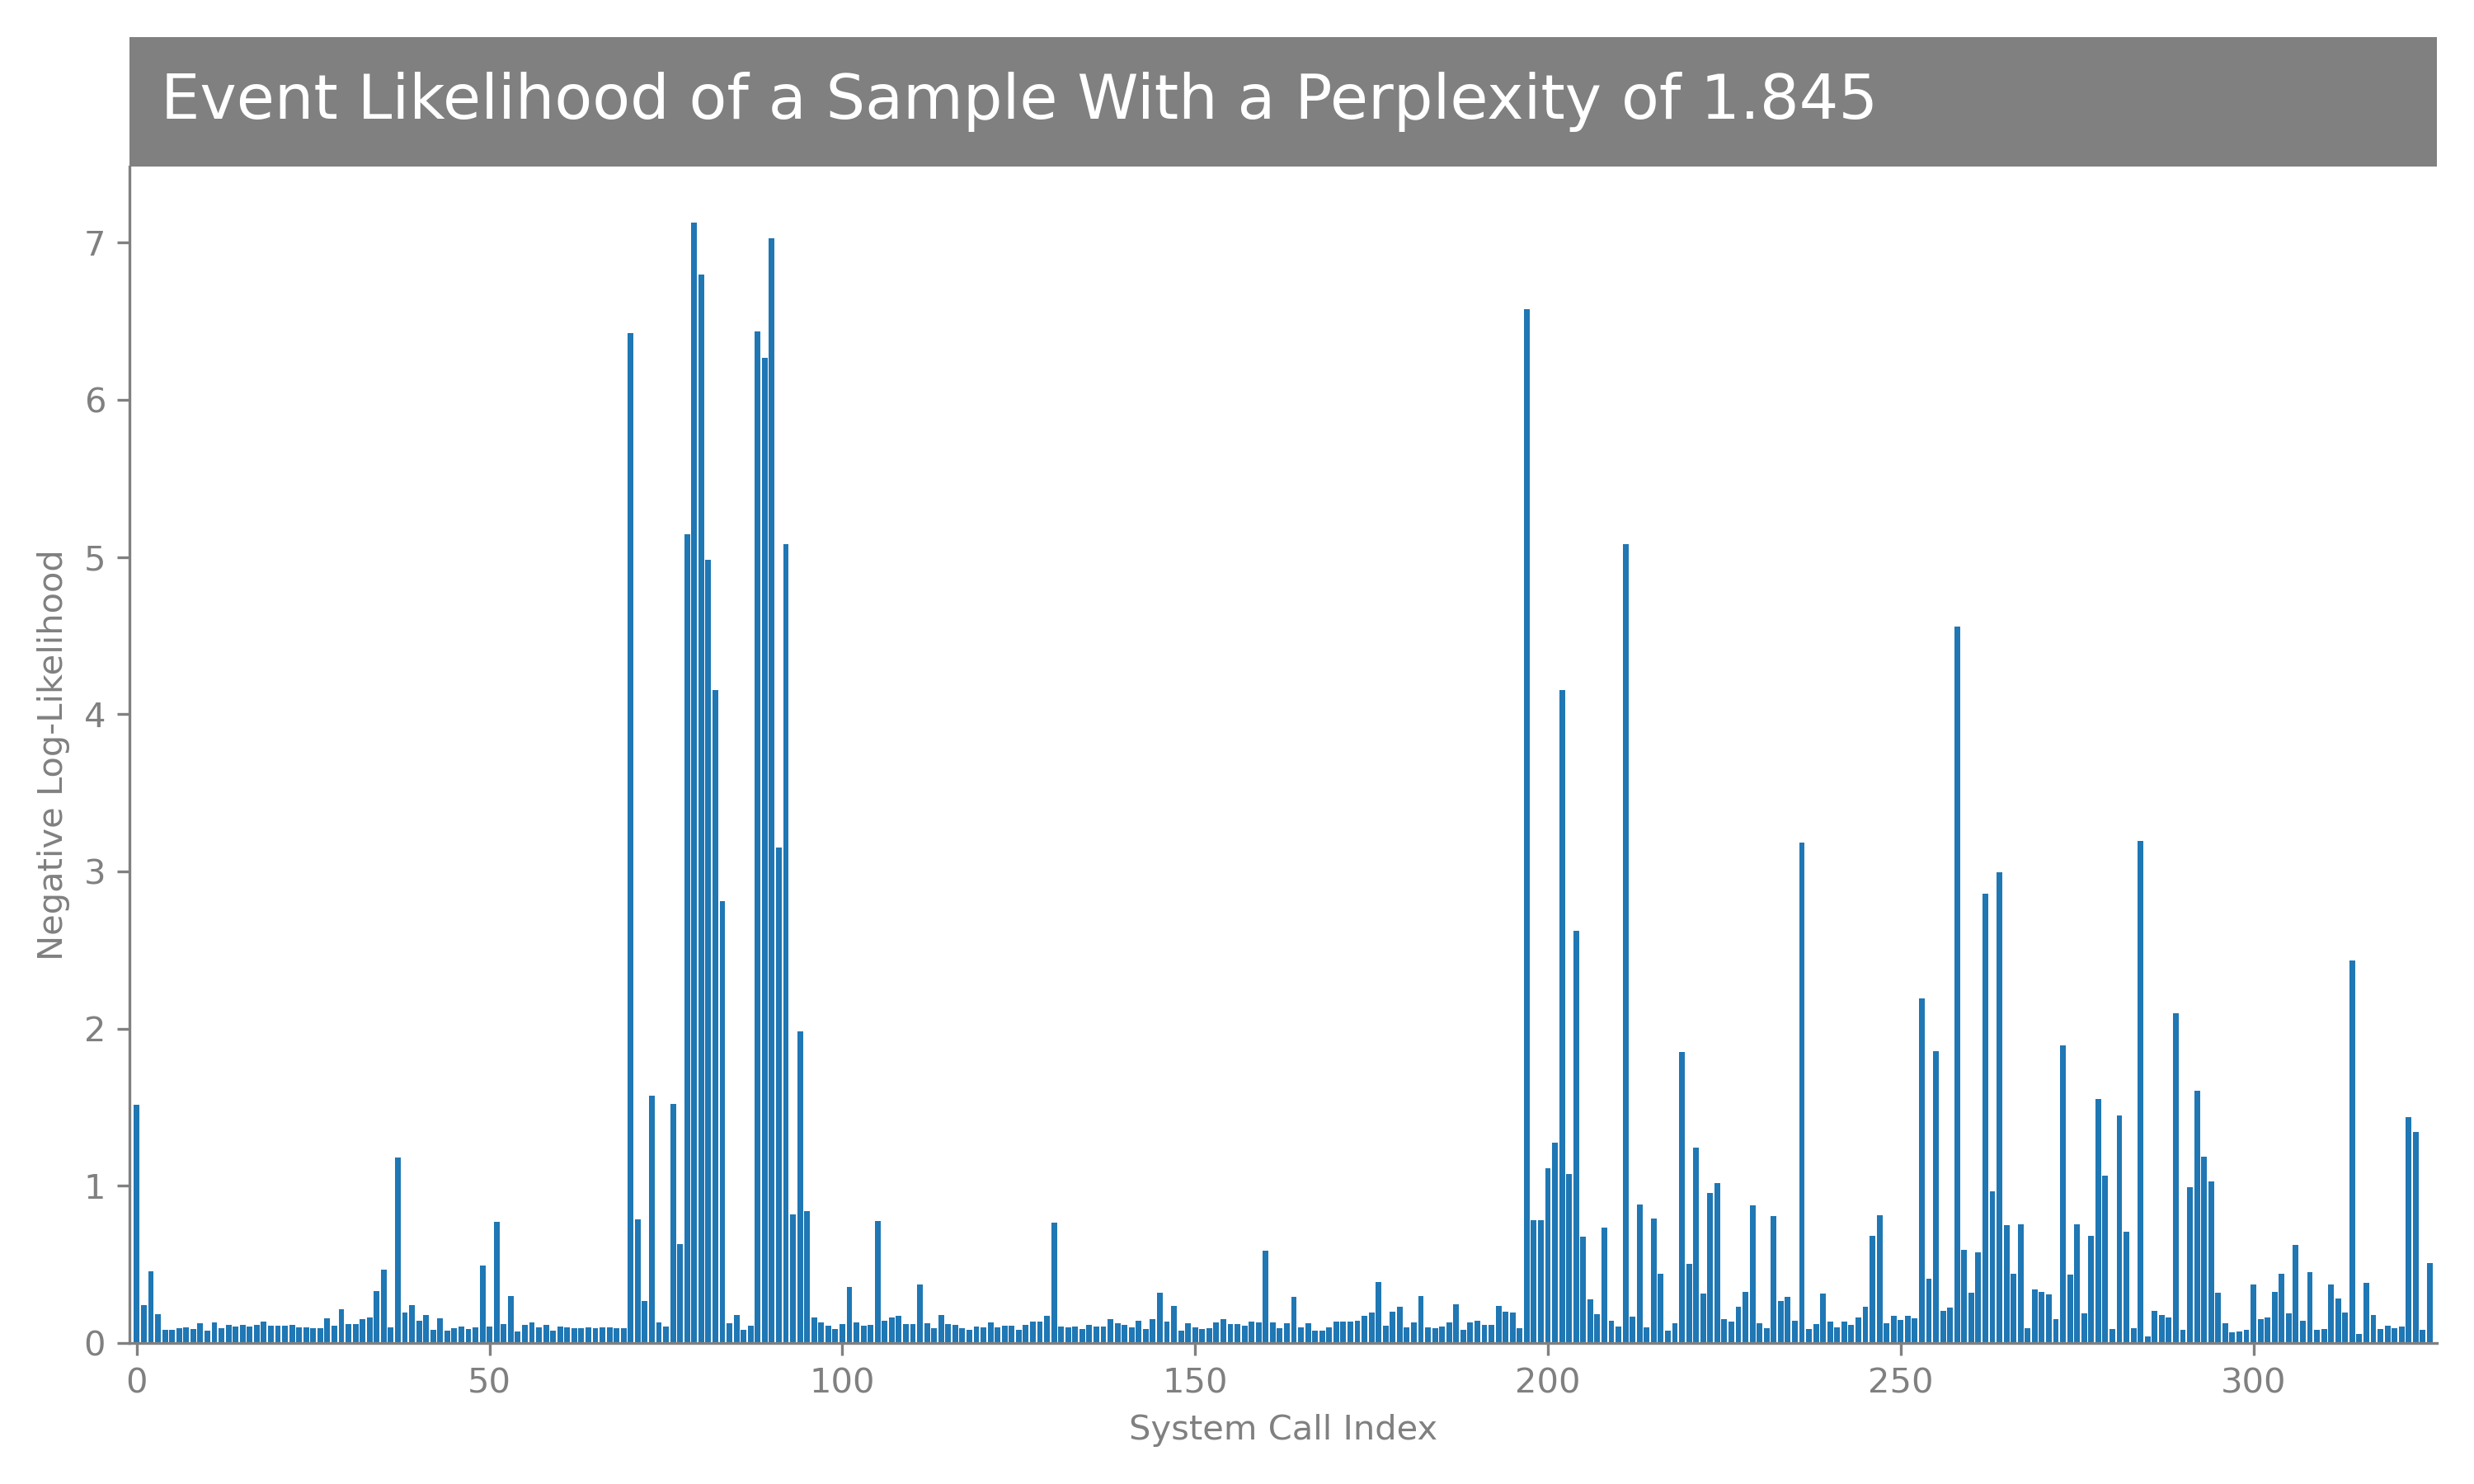 Event Likelihood of a Sample With a Perplexity of 1.845
7
6
5
4
3
2
1
0
Negative Log-Likelihood
0 50 100 150 200 250 300
System Call Index